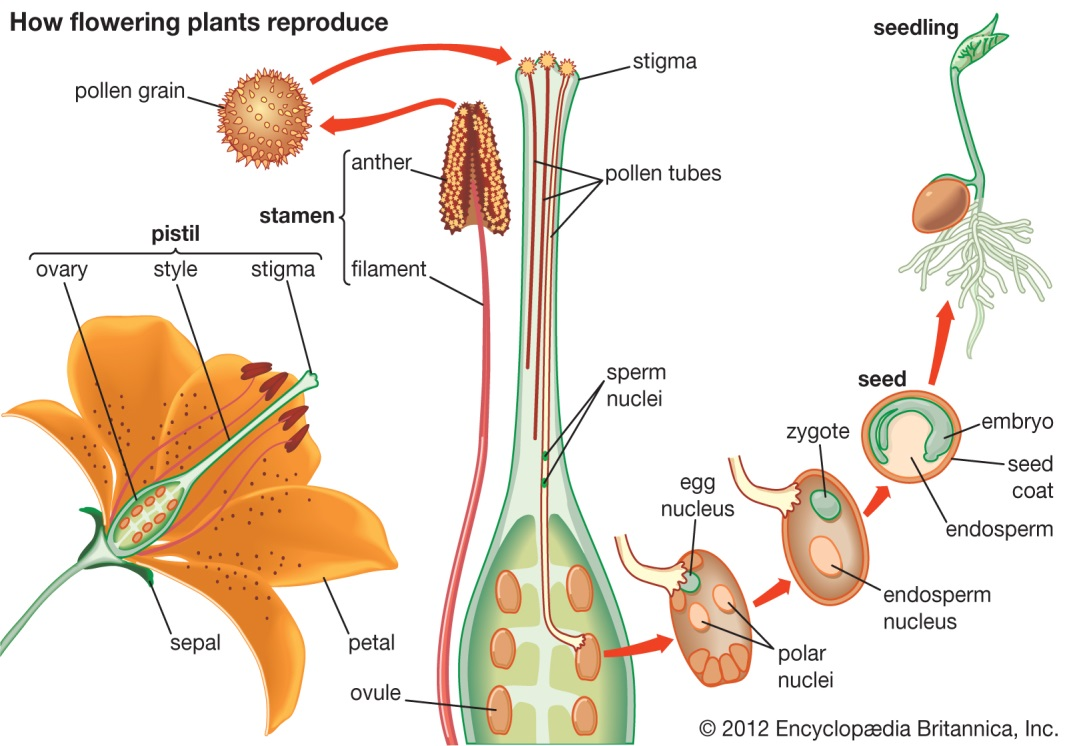 How flowering plants reproduce
pollen grain
stigma
anther
stamen
filament
pollen tubes
seedling
pistil
ovary
style
stigma
sperm
nuclei
seed
embryo
seed
coat
endosperm
zygote
egg
nucleus
endosperm
nucleus
polar
nuclei
sepal
petal
ovule
© 2012 Encyclopædia Britannica, Inc.